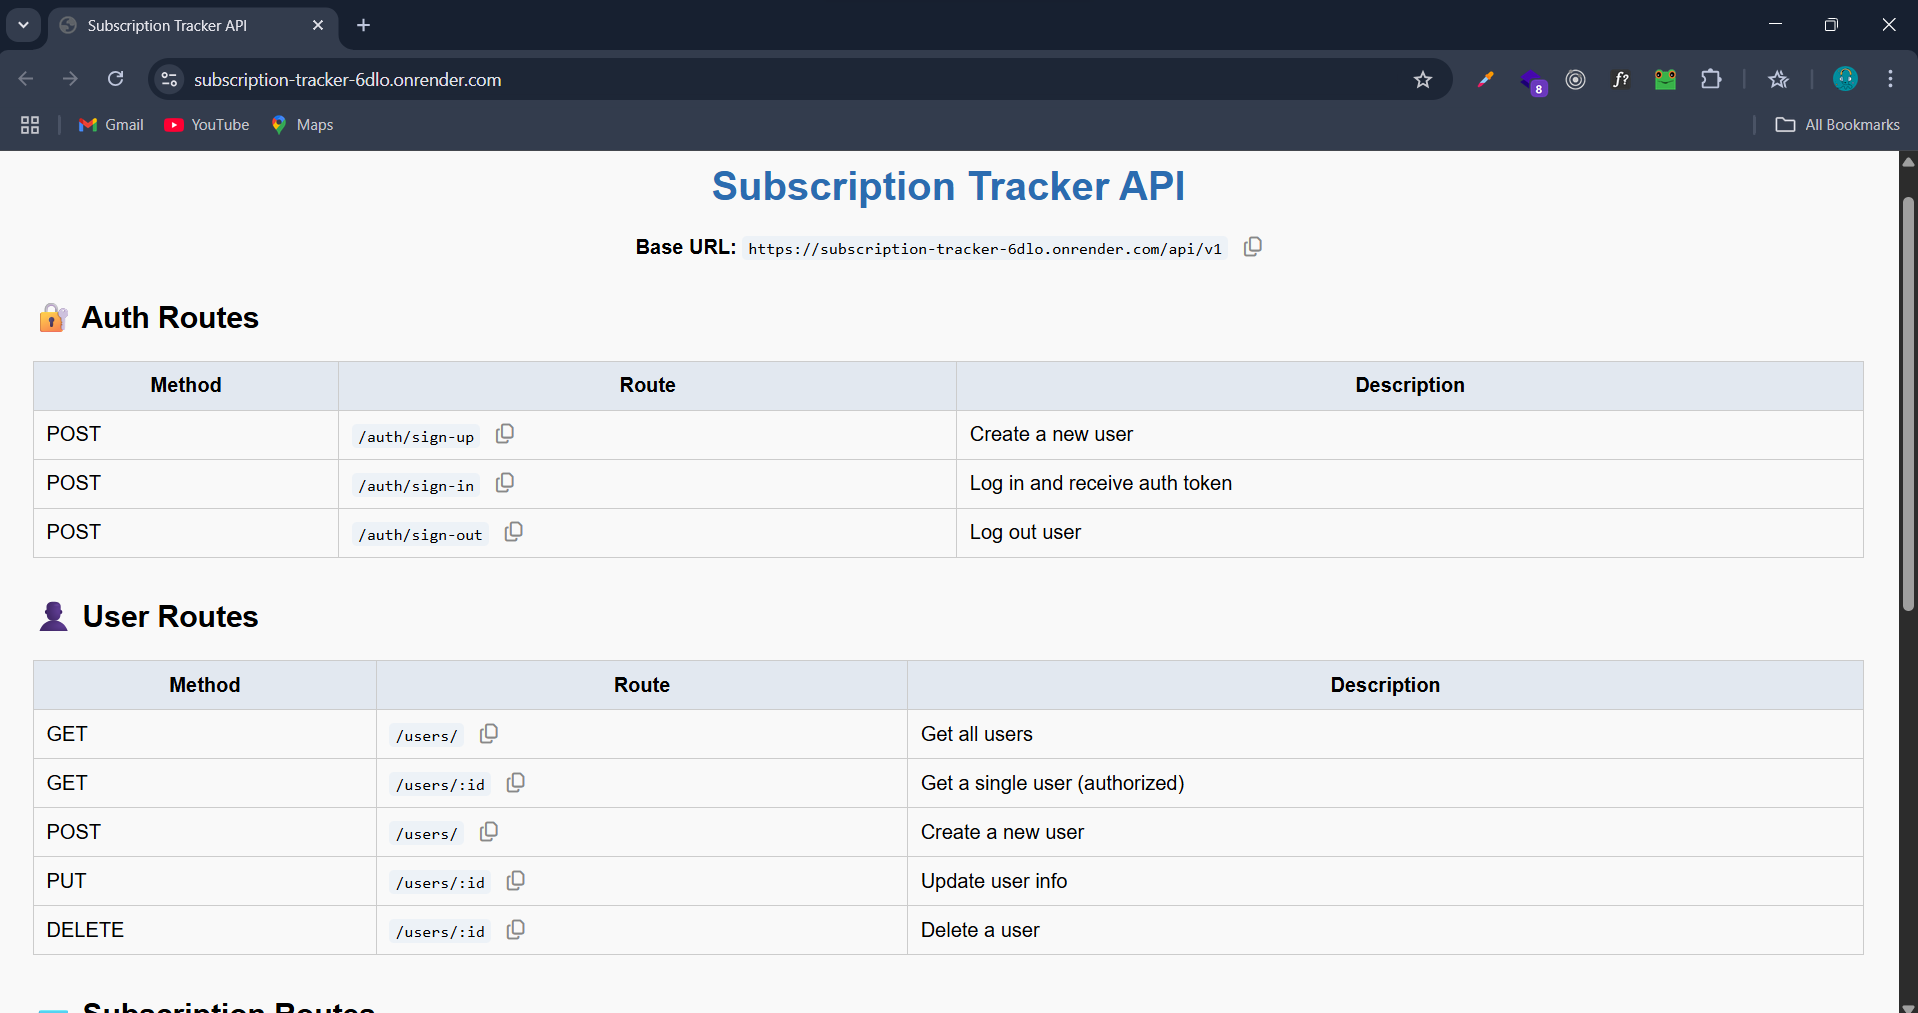 Subscription Tracker API
subscription-tracker-6dlo.onrender.com
f?
8
Gmail YouTube Maps All Bookmarks
Subscription Tracker API
Base URL: https://subscription-tracker-6dlo.onrender.com/api/v1
Auth Routes
Method Route Description
POST /auth/sign-up Create a new user
POST /auth/sign-in Log in and receive auth token
POST /auth/sign-out Log out user
User Routes
Method Route Description
GET /users/ Get all users
GET /users/:id Get a single user (authorized)
POST /users/ Create a new user
PUT /users/:id Update user info
DELETE /users/:id Delete a user
Subscription Routes